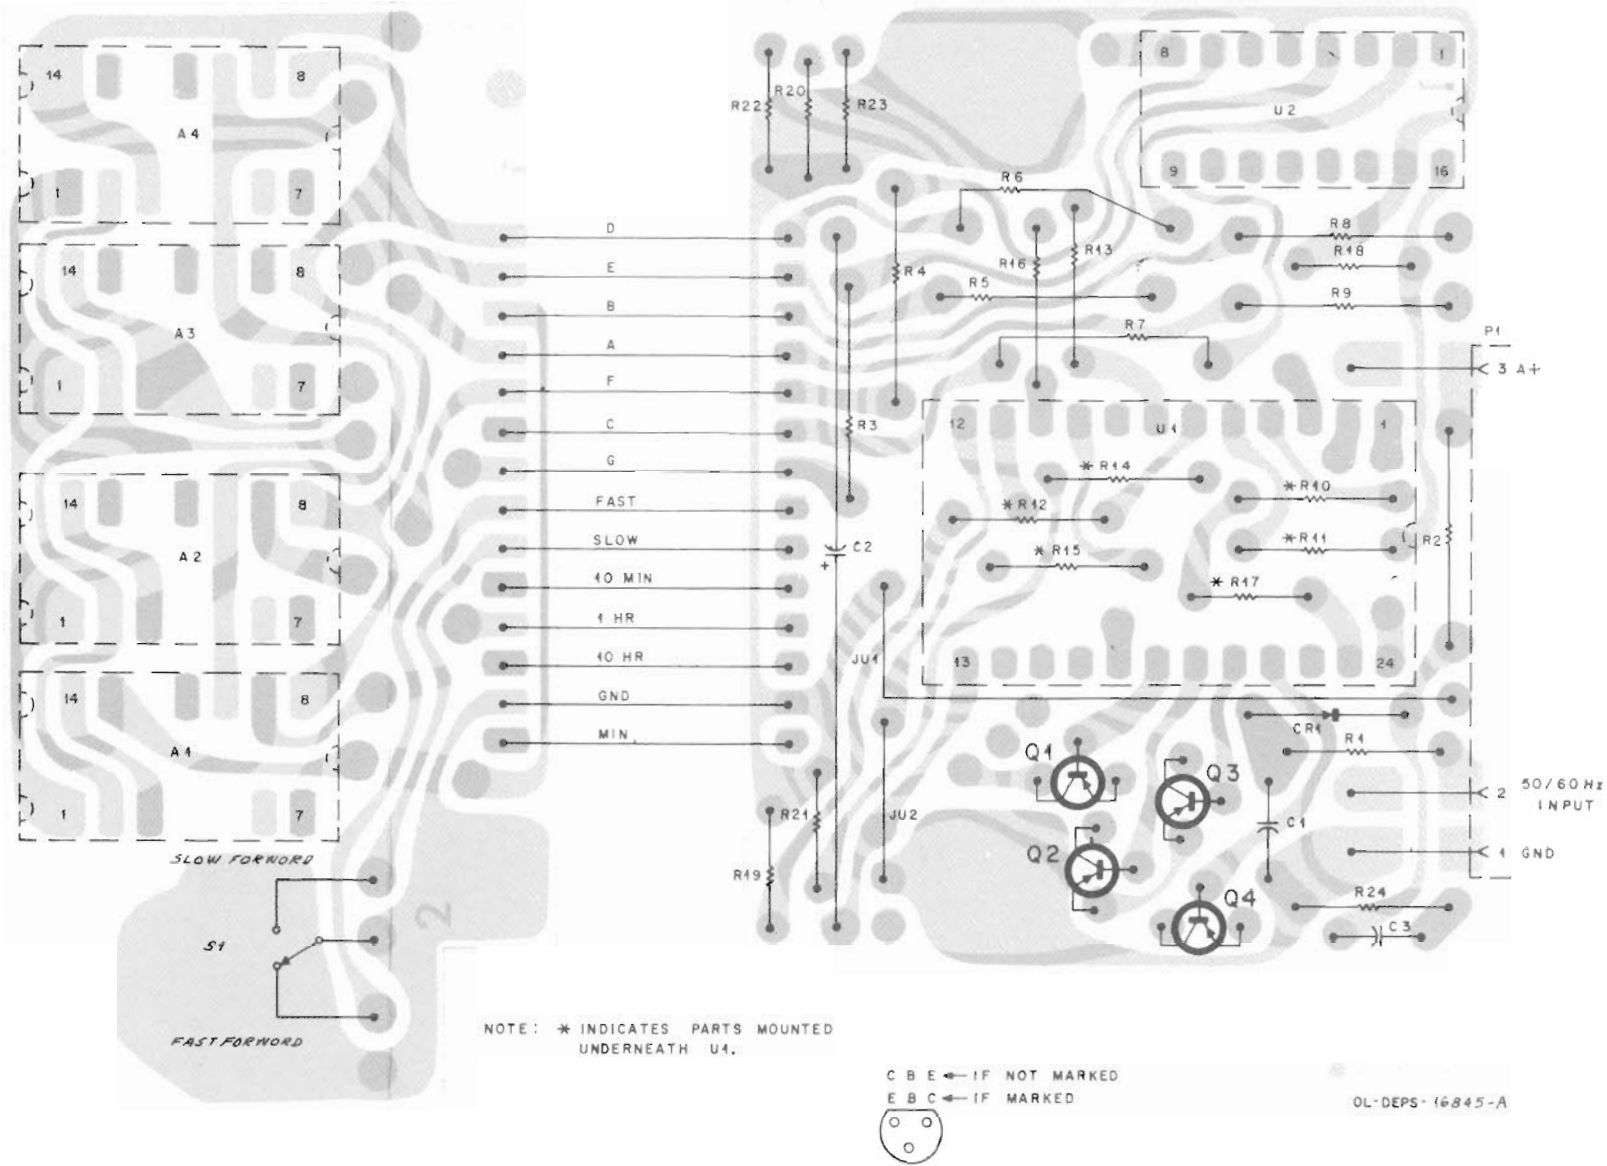 14 8
A4
1 7
14 8
A3
1 7
14 8
A2
1 7
14 8
A1
1 7
SLOW FORWORD
S1
FAST FORWORD
2
D
E
B
A
F
C
G
FAST
SLOW
10 MIN
1 HR
10 HR
GND
MIN.
R22 R20 R23
R6
R4
R16 R13
R5
R7
R3
C2
+
8 1
U2
9 16
R8
R18
R9
P1
3 A+
12 U1 1
* R14
* R10
* R12
* R11
R2
* R15
* R17
13 24
JU1
CR1
R1
Q1
Q3
2 50/60 Hz
INPUT
R21 JU2
C1
Q2
1 GND
R19
Q4
R24
C3
NOTE: * INDICATES PARTS MOUNTED
UNDERNEATH U1.
C B E IF NOT MARKED
E B C IF MARKED
OL-DEPS-16845-A